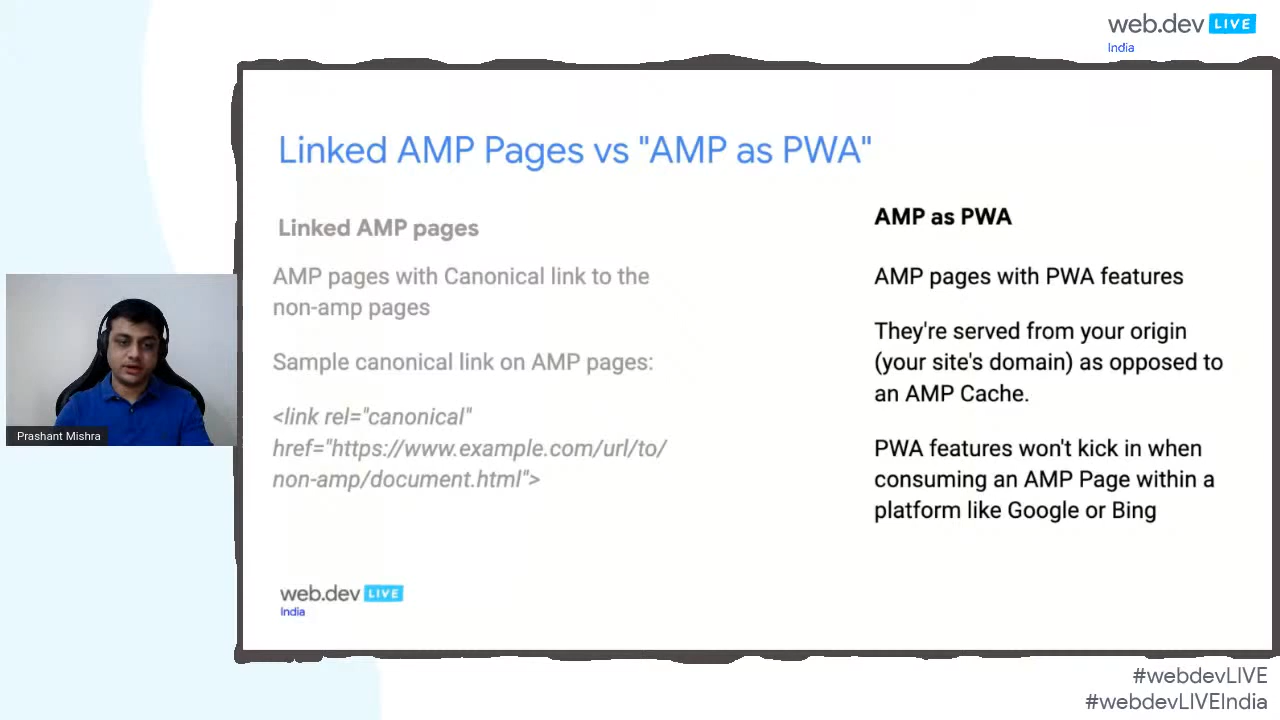 web.dev LIVE
India
Linked AMP Pages vs "AMP as PWA"
Linked AMP pages
AMP pages with Canonical link to the
non-amp pages
Sample canonical link on AMP pages:
<link rel="canonical"
href="https://www.example.com/url/to/
non-amp/document.html">
AMP as PWA
AMP pages with PWA features
They're served from your origin
(your site's domain) as opposed to
an AMP Cache.
PWA features won't kick in when
consuming an AMP Page within a
platform like Google or Bing
Prashant Mishra
web.dev LIVE
India
#webdevLIVE
#webdevLIVEIndia